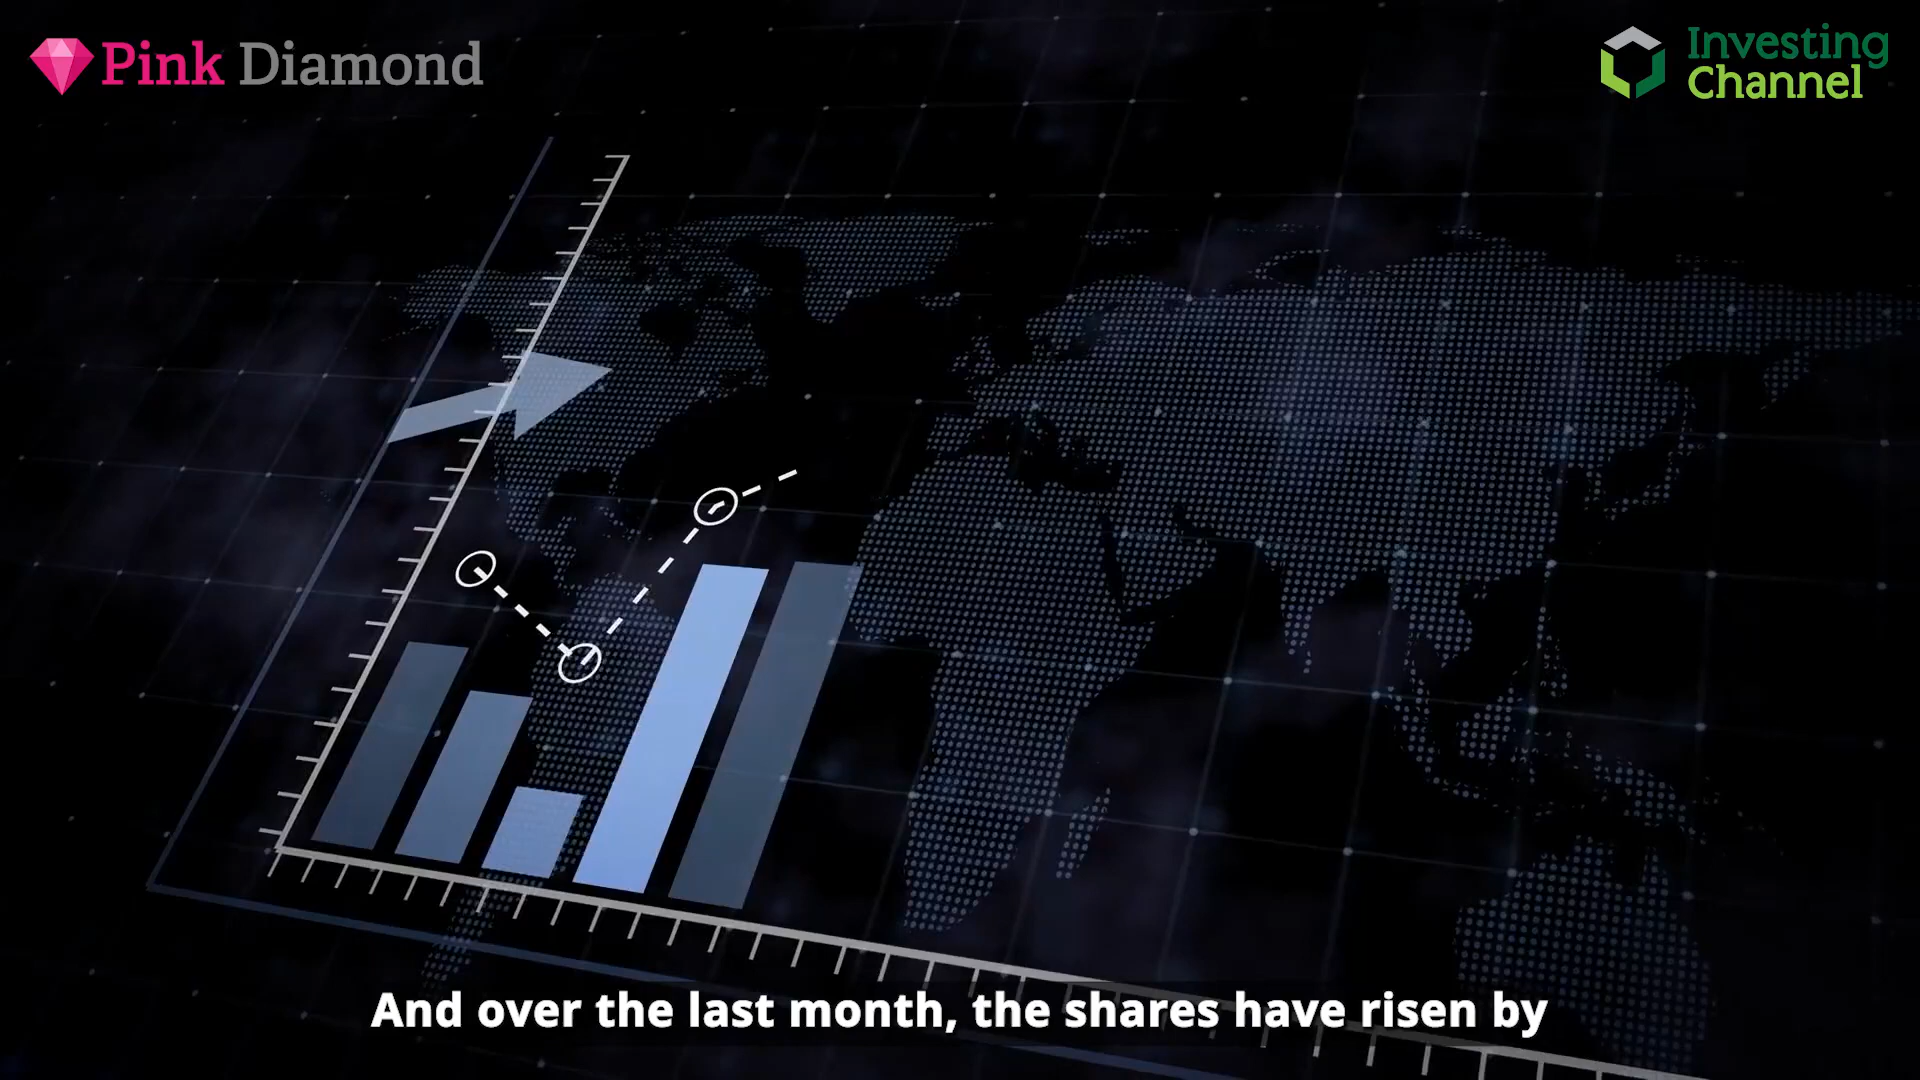 Pink Diamond
Investing
Channel
And over the last month, the shares have risen by